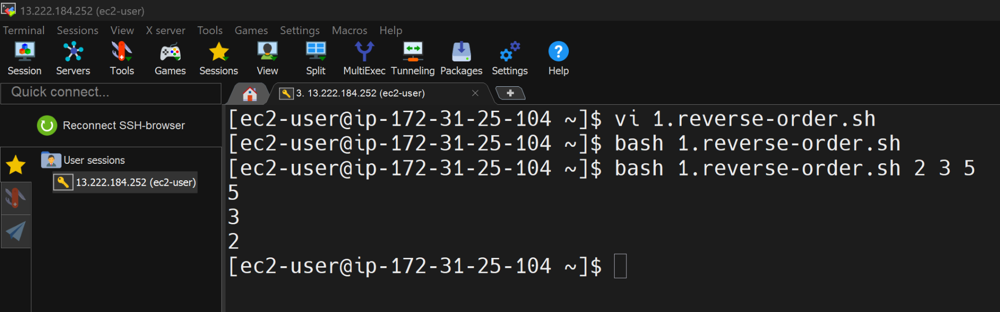 13.222.184.252 (ec2-user)
Terminal Sessions View X server Tools Games Settings Macros Help
Session Servers Tools Games Sessions View Split MultiExec Tunneling Packages Settings Help
Quick connect...
3. 13.222.184.252 (ec2-user)
Reconnect SSH-browser
User sessions
13.222.184.252 (ec2-user)
[ec2-user@ip-172-31-25-104 ~]$ vi 1.reverse-order.sh
[ec2-user@ip-172-31-25-104 ~]$ bash 1.reverse-order.sh
[ec2-user@ip-172-31-25-104 ~]$ bash 1.reverse-order.sh 2 3 5
5
3
2
[ec2-user@ip-172-31-25-104 ~]$